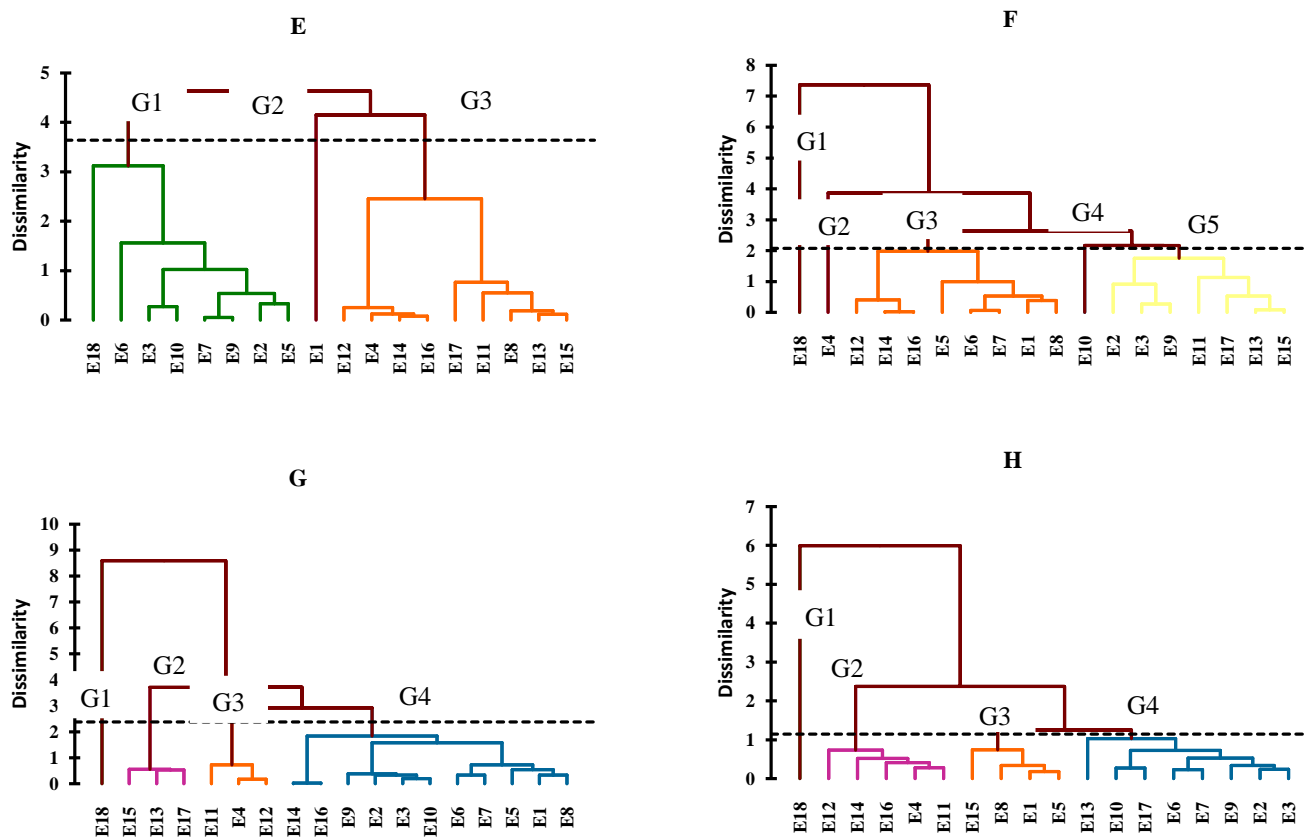 E
5
4
3
2
1
0
Dissimilarity
G1
G2
G3
E18 E6 E3 E10 E7 E9 E2 E5 E1 E12 E4 E14 E16 E17 E11 E8 E13 E15
F
8
7
6
5
4
3
2
1
0
Dissimilarity
G1
G2
G3
G4
G5
E18 E4 E12 E14 E16 E5 E6 E7 E1 E8 E10 E2 E3 E9 E11 E17 E13 E15
G
10
9
8
7
6
5
4
3
2
1
0
Dissimilarity
G1
G2
G3
G4
E18 E15 E13 E17 E11 E4 E12 E14 E16 E9 E2 E3 E10 E6 E7 E5 E1 E8
H
7
6
5
4
3
2
1
0
Dissimilarity
G1
G2
G3
G4
E18 E12 E14 E16 E4 E11 E15 E8 E1 E5 E13 E10 E17 E6 E7 E9 E2 E3